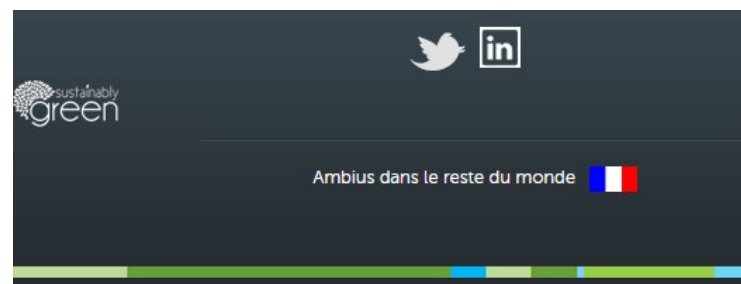 in
sustainably
green
Ambius dans le reste du monde